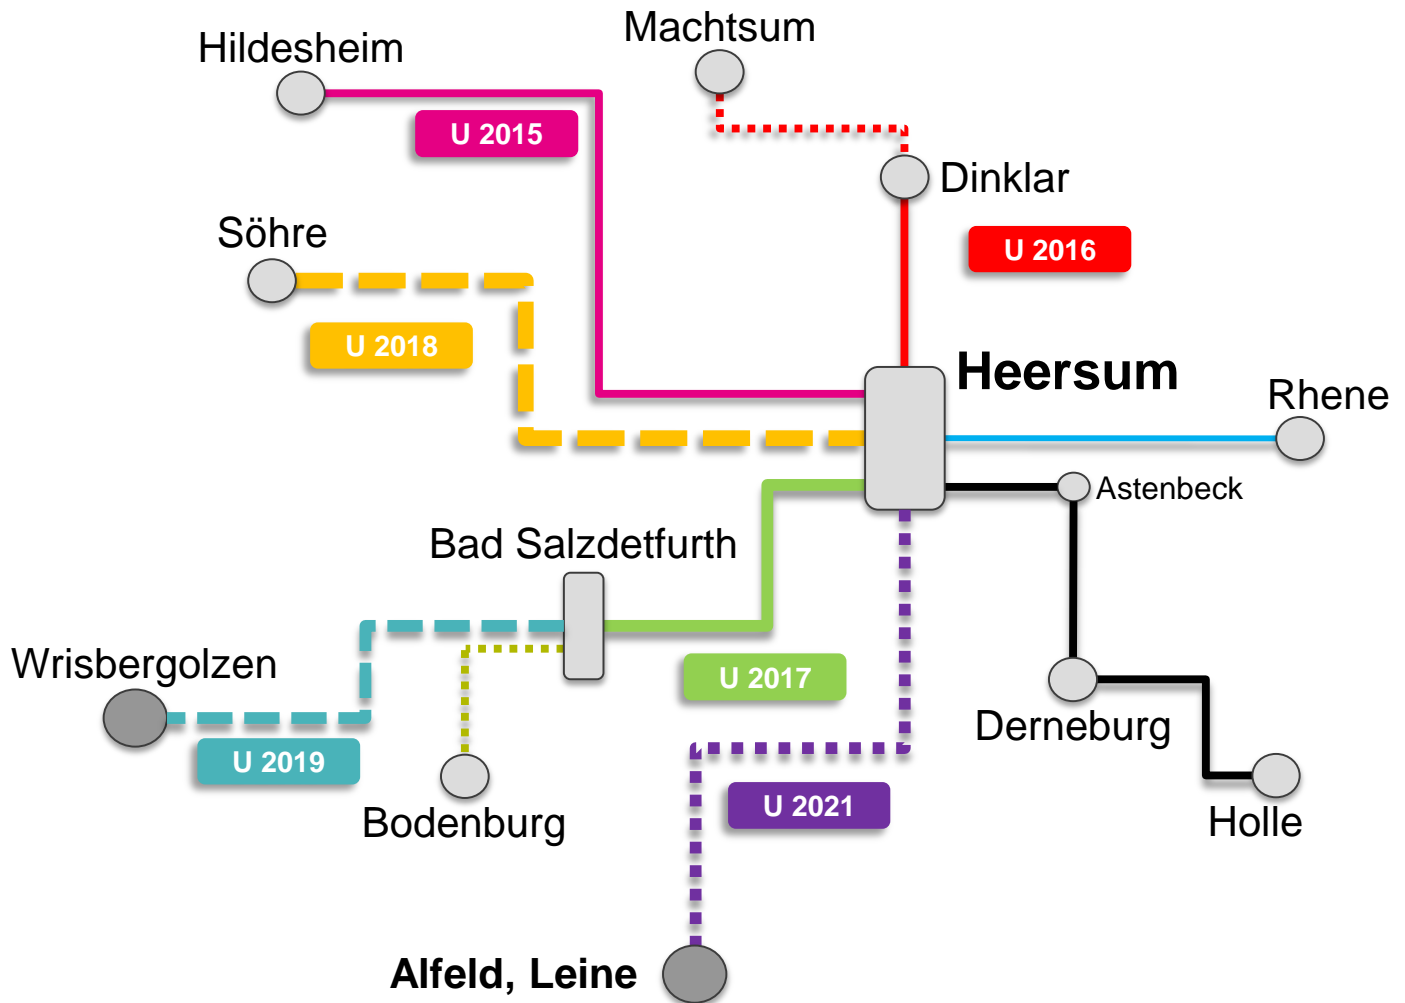 Machtsum
Hildesheim
U 2015
Dinklar
Söhre
U 2016
U 2018
Heersum
Rhene
Astenbeck
Bad Salzdetfurth
Wrisbergolzen
U 2017
Derneburg
U 2019
U 2021
Bodenburg
Holle
Alfeld, Leine